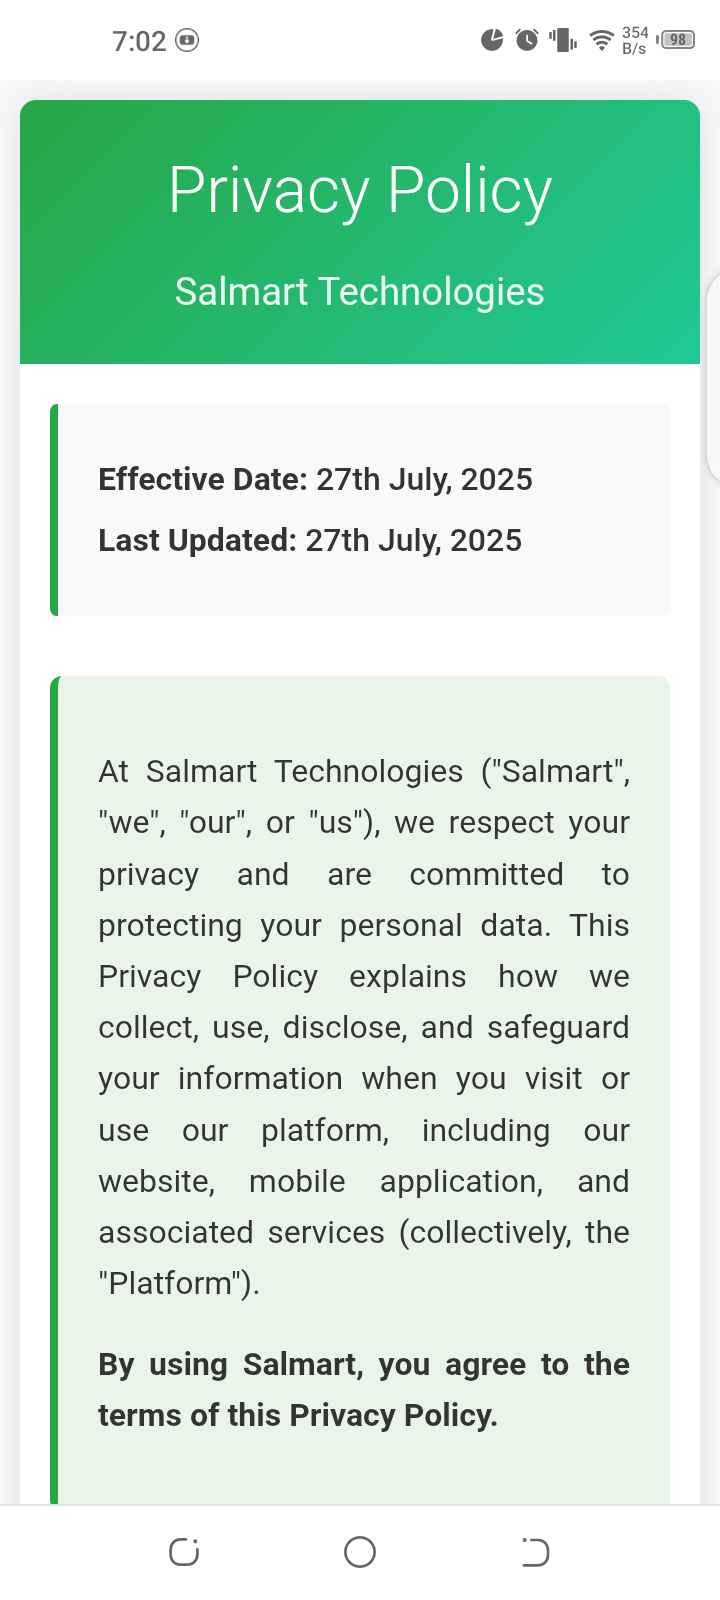 7:02
354
B/s
98
Privacy Policy
Salmart Technologies
Effective Date: 27th July, 2025
Last Updated: 27th July, 2025
At Salmart Technologies ("Salmart",
"we", "our", or "us"), we respect your
privacy and are committed to
protecting your personal data. This
Privacy Policy explains how we
collect, use, disclose, and safeguard
your information when you visit or
use our platform, including our
website, mobile application, and
associated services (collectively, the
"Platform").
By using Salmart, you agree to the
terms of this Privacy Policy.